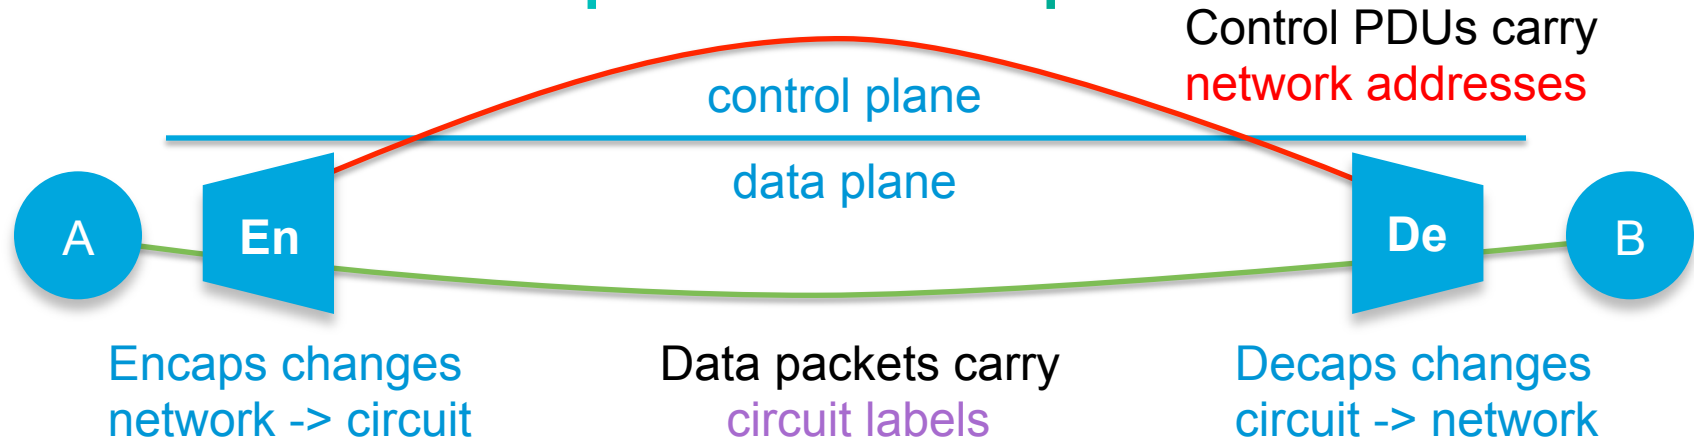 Control PDUs carry
network addresses
control plane
data plane
A
En
De
B
Encaps changes
network -> circuit
Data packets carry
circuit labels
Decaps changes
circuit -> network